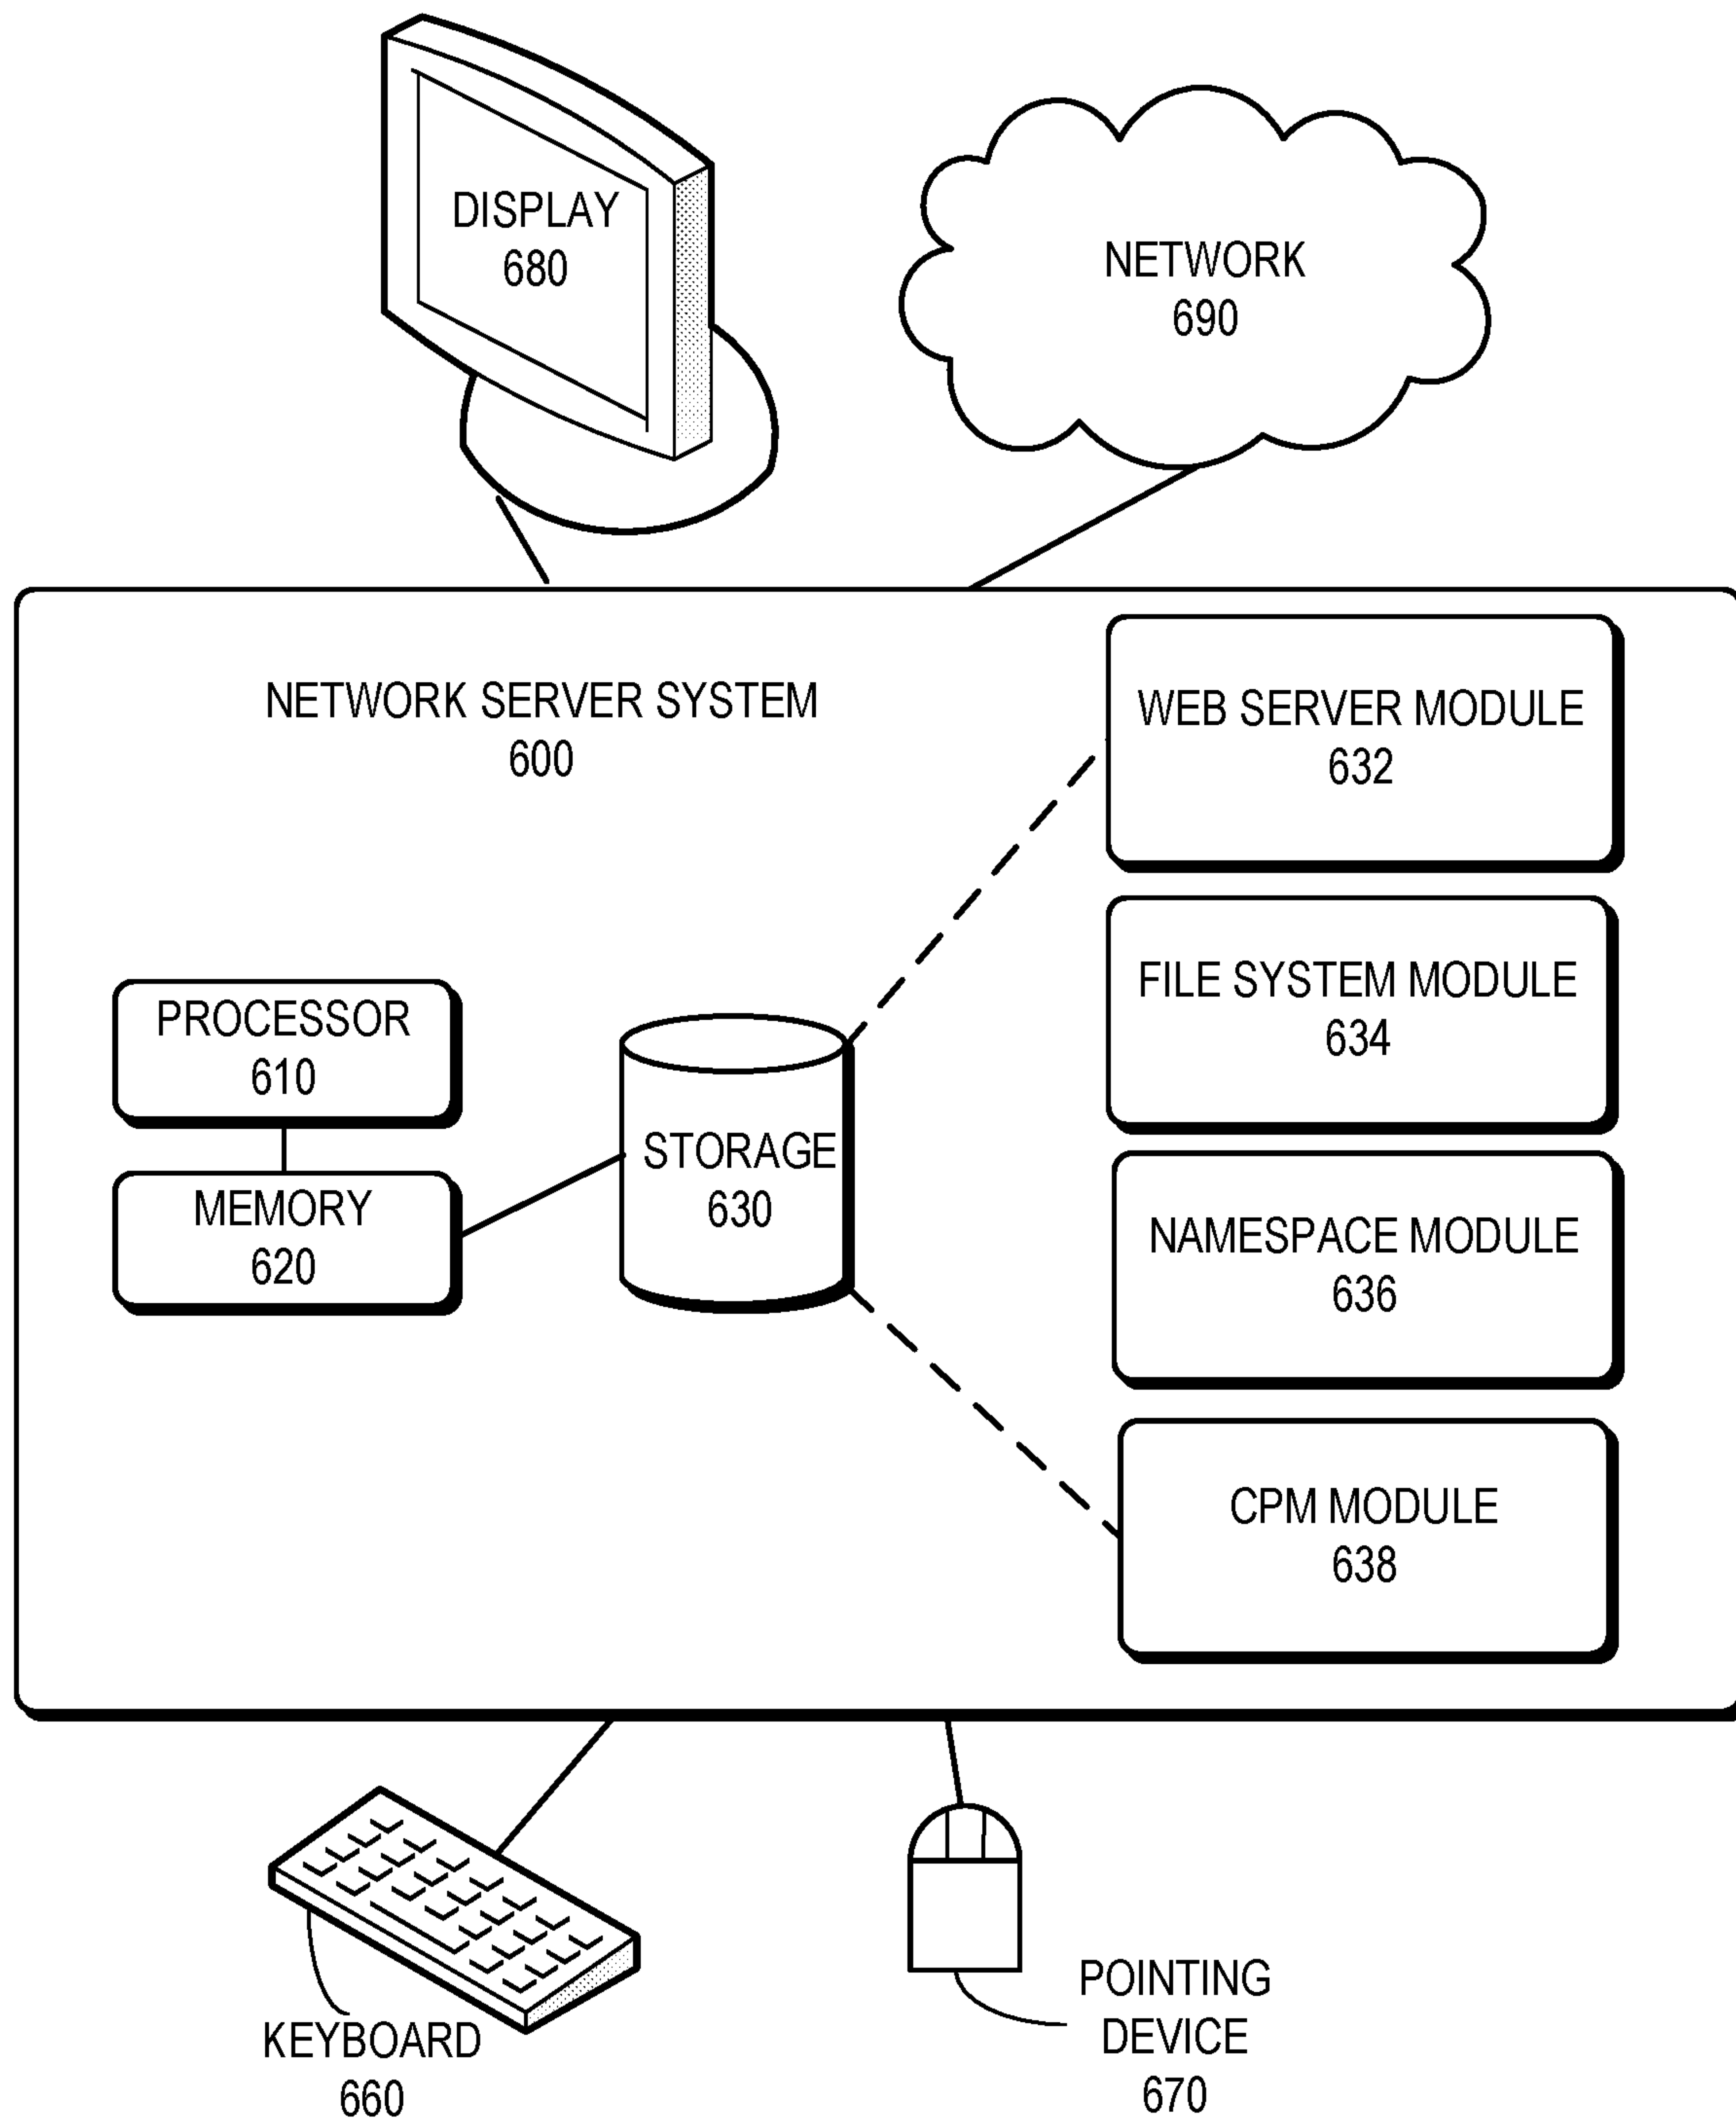 DISPLAY
680
NETWORK
690
NETWORK SERVER SYSTEM
600
WEB SERVER MODULE
632
FILE SYSTEM MODULE
634
PROCESSOR
610
MEMORY
620
STORAGE
630
NAMESPACE MODULE
636
CPM MODULE
638
KEYBOARD
660
POINTING
DEVICE
670